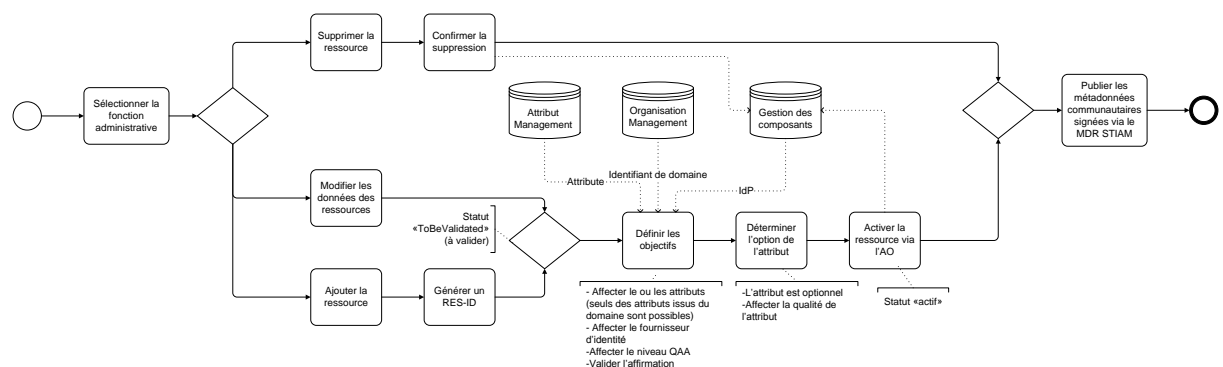 Supprimer la
ressource
Confirmer la
suppression
Sélectionner la
fonction
administrative
Attribut
Management
Organisation
Management
Gestion des
composants
Publier les
métadonnées
communautaires
signées via le
MDR STIAM
Attribute
Identifiant de domaine
IdP
Modifier les
données des
ressources
Statut
«ToBeValidated»
(à valider)
Définir les
objectifs
Déterminer
l’option de
l’attribut
Activer la
ressource via
l’AO
Ajouter la
ressource
Générer un
RES-ID
- Affecter le ou les attributs
(seuls des attributs issus du
domaine sont possibles)
- Affecter le fournisseur
d’identité
-Affecter le niveau QAA
-Valider l’affirmation
-L’attribut est optionnel
-Affecter la qualité de
l’attribut
Statut «actif»